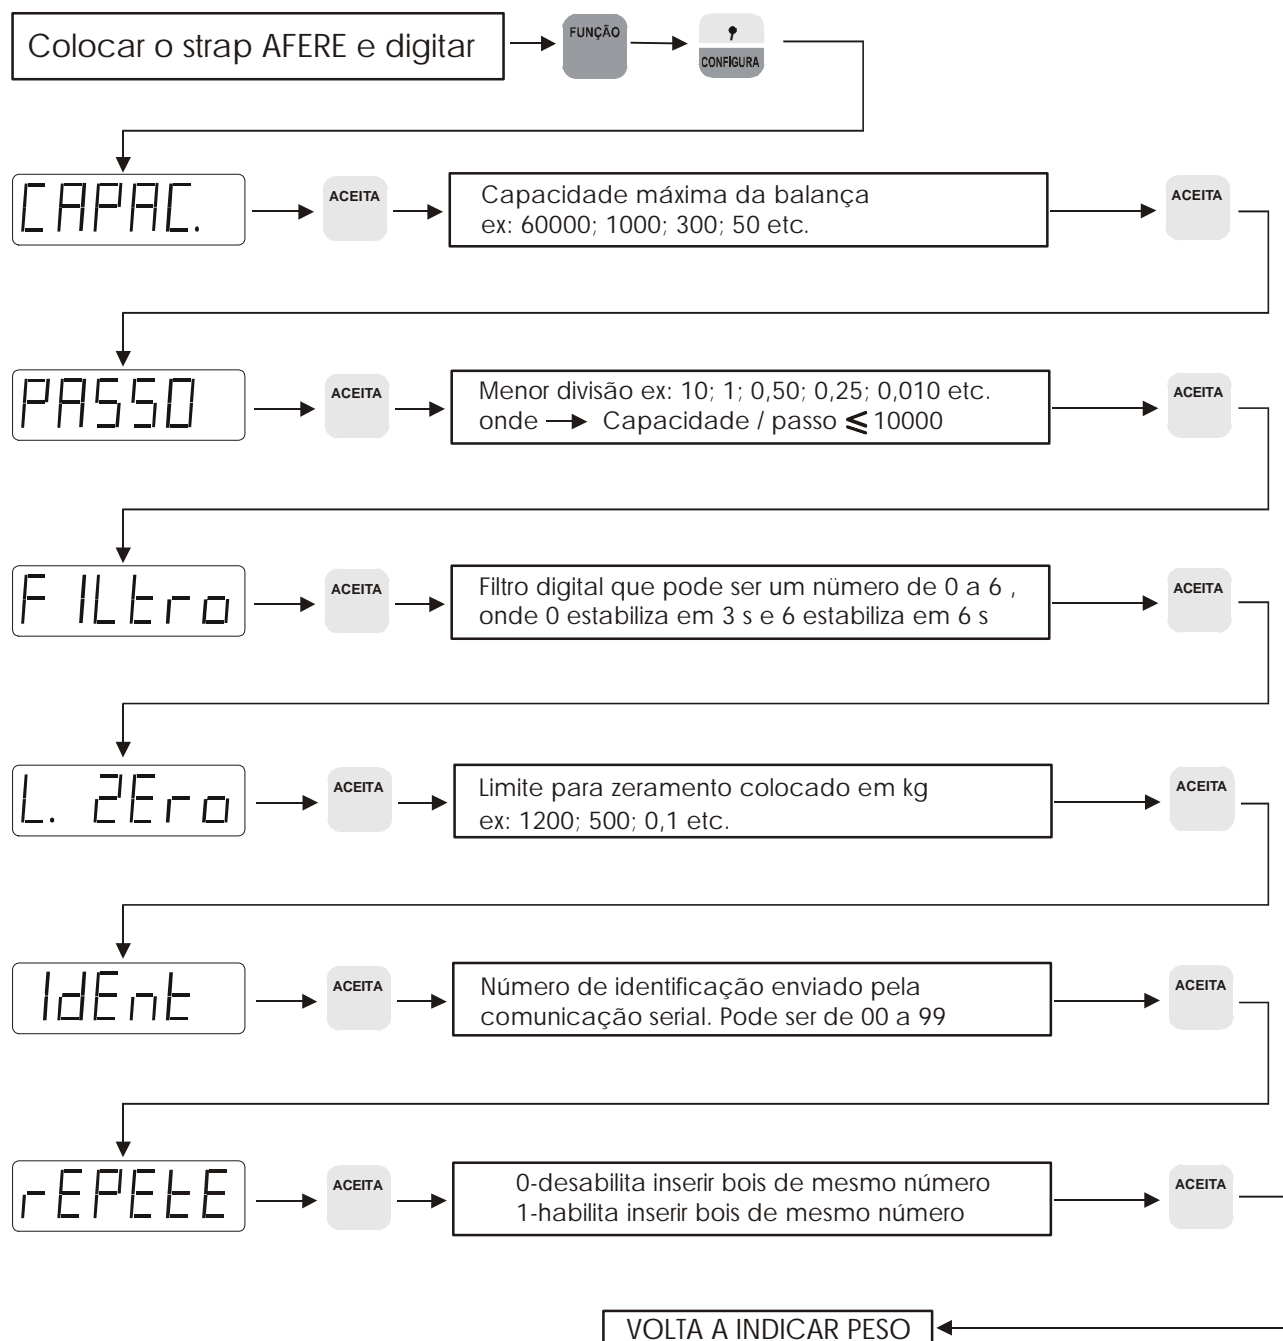 Colocar o strap AFERE e digitar
FUNÇÃO
CONFIGURA
CAPAC.
ACEITA
Capacidade máxima da balança
ex: 60000; 1000; 300; 50 etc.
ACEITA
PASSO
ACEITA
Menor divisão ex: 10; 1; 0,50; 0,25; 0,010 etc.
onde → Capacidade / passo ⩽ 10000
ACEITA
FILtro
ACEITA
Filtro digital que pode ser um número de 0 a 6 ,
onde 0 estabiliza em 3 s e 6 estabiliza em 6 s
ACEITA
L. ZEro
ACEITA
Limite para zeramento colocado em kg
ex: 1200; 500; 0,1 etc.
ACEITA
IdEnt
ACEITA
Número de identificação enviado pela
comunicação serial. Pode ser de 00 a 99
ACEITA
rEPEtE
ACEITA
0-desabilita inserir bois de mesmo número
1-habilita inserir bois de mesmo número
ACEITA
VOLTA A INDICAR PESO